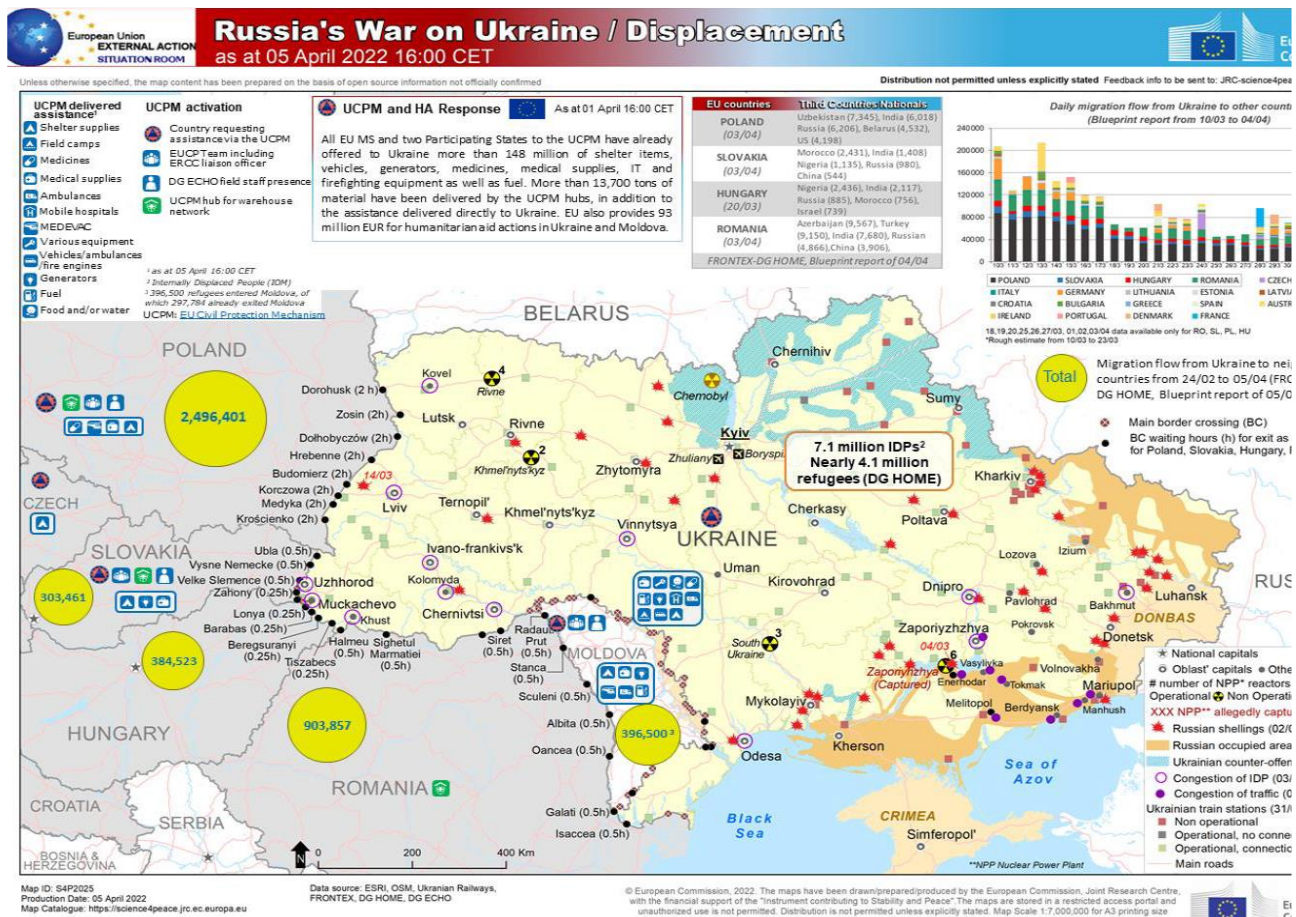 European Union
EXTERNAL ACTION
SITUATION ROOM
Russia's War on Ukraine / Displacement
as at 05 April 2022 16:00 CET
Unless otherwise specified, the map content has been prepared on the basis of open source information not officially confirmed
Distribution not permitted unless explicitly stated Feedback info to be sent to: JRC-science4pea
UCPM delivered
assistance¹
Shelter supplies
Field camps
Medicines
Medical supplies
Ambulances
Mobile hospitals
MEDEVAC
Various equipment
Vehicles/ambulances
/fire engines
Generators
Fuel
Food and/or water
UCPM activation
Country requesting
assistance via the UCPM
EUCP Team including
ERCC liaison officer
DG ECHO field staff presence
UCPM hub for warehouse
network
¹ as at 05 April 16:00 CET
² Internally Displaced People (IOM)
³ 396,500 refugees entered Moldova, of
which 297,784 already exited Moldova
UCPM: EU Civil Protection Mechanism
UCPM and HA Response
As at 01 April 16:00 CET
All EU MS and two Participating States to the UCPM have already
offered to Ukraine more than 148 million of shelter items,
vehicles, generators, medicines, medical supplies, IT and
firefighting equipment as well as fuel. More than 13,700 tons of
material have been delivered by the UCPM hubs, in addition to
the assistance delivered directly to Ukraine. EU also provides 93
million EUR for humanitarian aid actions in Ukraine and Moldova.
EU countries Third Countries Nationals
POLAND
(03/04)
Uzbekistan (7,345), India (6,018)
Russia (6,206), Belarus (4,532),
US (4,198)
SLOVAKIA
(03/04)
Morocco (2,431), India (1,408)
Nigeria (1,135), Russia (980),
China (544)
HUNGARY
(20/03)
Nigeria (2,436), India (2,117),
Russia (885), Morocco (756),
Israel (739)
ROMANIA
(03/04)
Azerbaijan (9,567), Turkey
(9,150), India (7,680), Russian
(4,866),China (3,906),
FRONTEX-DG HOME, Blueprint report of 04/04
Daily migration flow from Ukraine to other count
(Blueprint report from 10/03 to 04/04)
240000
200000
160000
120000
80000
40000
0
POLAND SLOVAKIA HUNGARY ROMANIA CZECH
ITALY GERMANY LITHUANIA ESTONIA LATVIA
CROATIA BULGARIA GREECE SPAIN AUSTR
IRELAND PORTUGAL DENMARK FRANCE
18,19,20,25,26,27/03, 01,02,03/04 data available only for RO, SL, PL, HU
*Rough estimate from 10/03 to 23/03
Total
Migration flow from Ukraine to nei
countries from 24/02 to 05/04 (FRO
DG HOME, Blueprint report of 05/0
Main border crossing (BC)
BC waiting hours (h) for exit as
for Poland, Slovakia, Hungary,
BELARUS
POLAND
2,496,401
CZECH
SLOVAKIA
303,461
384,523
HUNGARY
903,857
ROMANIA
CROATIA
SERBIA
BOSNIA &
HERZEGOVINA
MOLDOVA
396,500 ³
UKRAINE
RUS
7.1 million IDPs²
Nearly 4.1 million
refugees (DG HOME)
Dorohusk (2 h)
Zosin (2h)
Dołhobyczów (2h)
Hrebenne (2h)
Budomierz (2h)
Korczowa (2h)
Medyka (2h)
Krościenko (2h)
14/03
Ubla (0.5h)
Vysne Nemecke (0.5h)
Velke Slemence (0.5h)
Zahony (0.25h)
Lonya (0.25h)
Barabas (0.25h)
Beregsuranyi
(0.25h)
Tiszabecs
(0.25h)
Halmeu
(0.5h)
Sighetul
Marmatiei
(0.5h)
Siret
(0.5h)
Radauti
Prut
(0.5h)
Stanca
(0.5h)
Sculeni (0.5h)
Albita (0.5h)
Oancea (0.5h)
Galati (0.5h)
Isaccea (0.5h)
Kovel
4
Rivne
Lutsk
Rivne
2
Khmel'nyts'kyz
Lviv
Ternopil'
Khmel'nyts'kyz
Zhytomyra
Chernobyl
Chernihiv
Sumy
Kyiv
Zhuliany
Borysp
Kharkiv
Poltava
Cherkasy
Vinnytsya
Ivano-frankivs'k
Kolomyda
Chernivtsi
Uzhhorod
Muckachevo
Khust
Uman
Kirovohrad
Dnipro
Lozova
Izium
Pavlohrad
Pokrovsk
Bakhmut
Luhansk
DONBAS
Donetsk
Zaporiyzhzhya
04/03
6
Zaporiyhzhya
(Captured)
Vasylivka
Enerhodar
Tokmak
Volnovakha
Mariupol'
Manhush
Berdyansk
Melitopol
3
South
Ukraine
Mykolayiv
Kherson
Odesa
CRIMEA
Simferopol'
Black
Sea
Sea of
Azov
National capitals
Oblast' capitals Othe
# number of NPP* reactors
Operational Non Operati
XXX NPP** allegedly captu
Russian shellings (02/0
Russian occupied area
Ukrainian counter-offen
Congestion of IDP (03/
Congestion of traffic (0
Ukrainian train stations (31/
Non operational
Operational, no conne
Operational, connectio
Main roads
**NPP Nuclear Power Plant
N
0 200 400 Km
Map ID: S4P2025
Production Date: 05 April 2022
Map Catalogue: https://science4peace.jrc.ec.europa.eu
Data source: ESRI, OSM, Ukranian Railways,
FRONTEX, DG HOME, DG ECHO
© European Commission, 2022. The maps have been drawn/prepared/produced by the European Commission, Joint Research Centre,
with the financial support of the "Instrument contributing to Stability and Peace".The maps are stored in a restricted access portal and
unauthorized use is not permitted. Distribution is not permitted unless explicitly stated. Map Scale 1:7,000,000 for A3 printing size